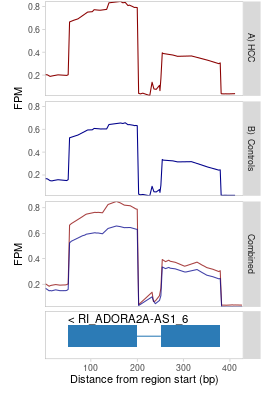 0.8
0.6
0.4
0.2
FPM
A) HCC
0.8
0.6
0.4
0.2
B) Controls
0.8
0.6
0.4
0.2
FPM
Combined
< RI_ADORA2A-AS1_6
100 200 300 400
Distance from region start (bp)